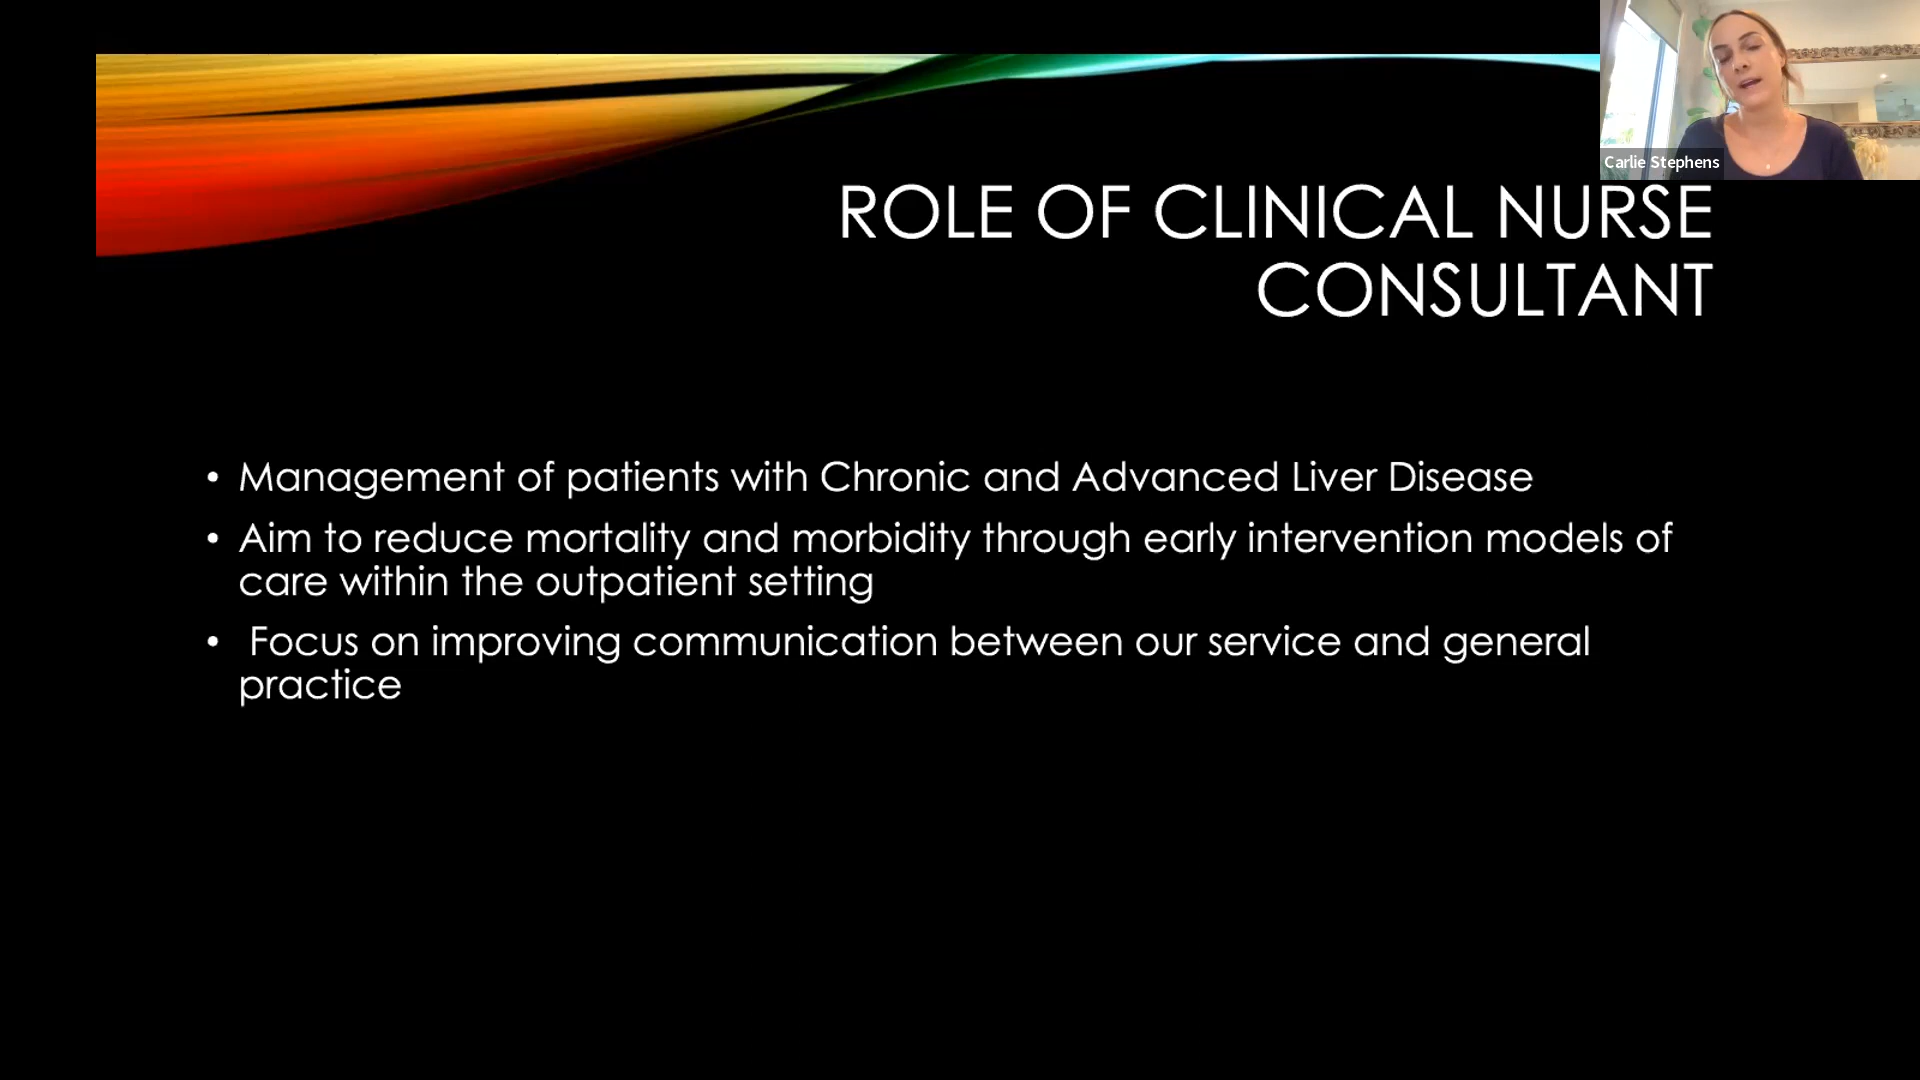 Carlie Stephens
ROLE OF CLINICAL NURSE
CONSULTANT
• Management of patients with Chronic and Advanced Liver Disease
• Aim to reduce mortality and morbidity through early intervention models of
care within the outpatient setting
• Focus on improving communication between our service and general
practice